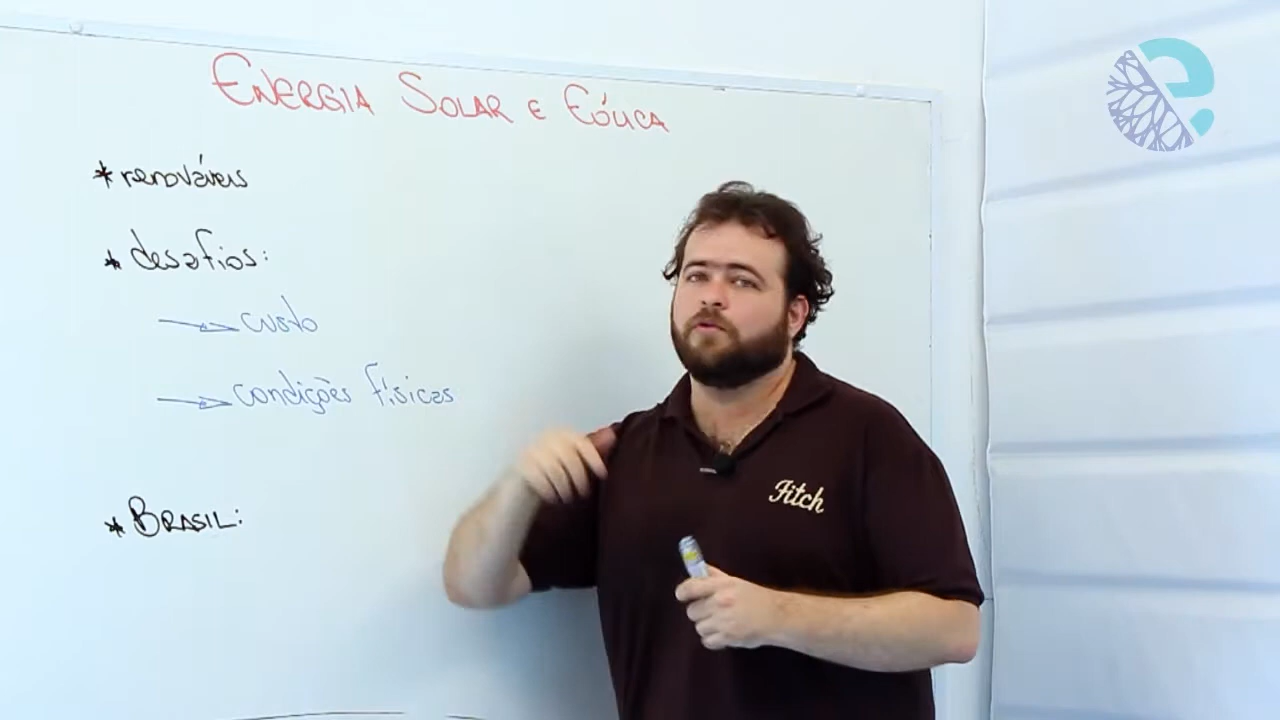 ENERGIA SOLAR E EÓLICA
* renováveis
* desafios:
→ custo
→ condições físicas
* BRASIL:
Fitch
e